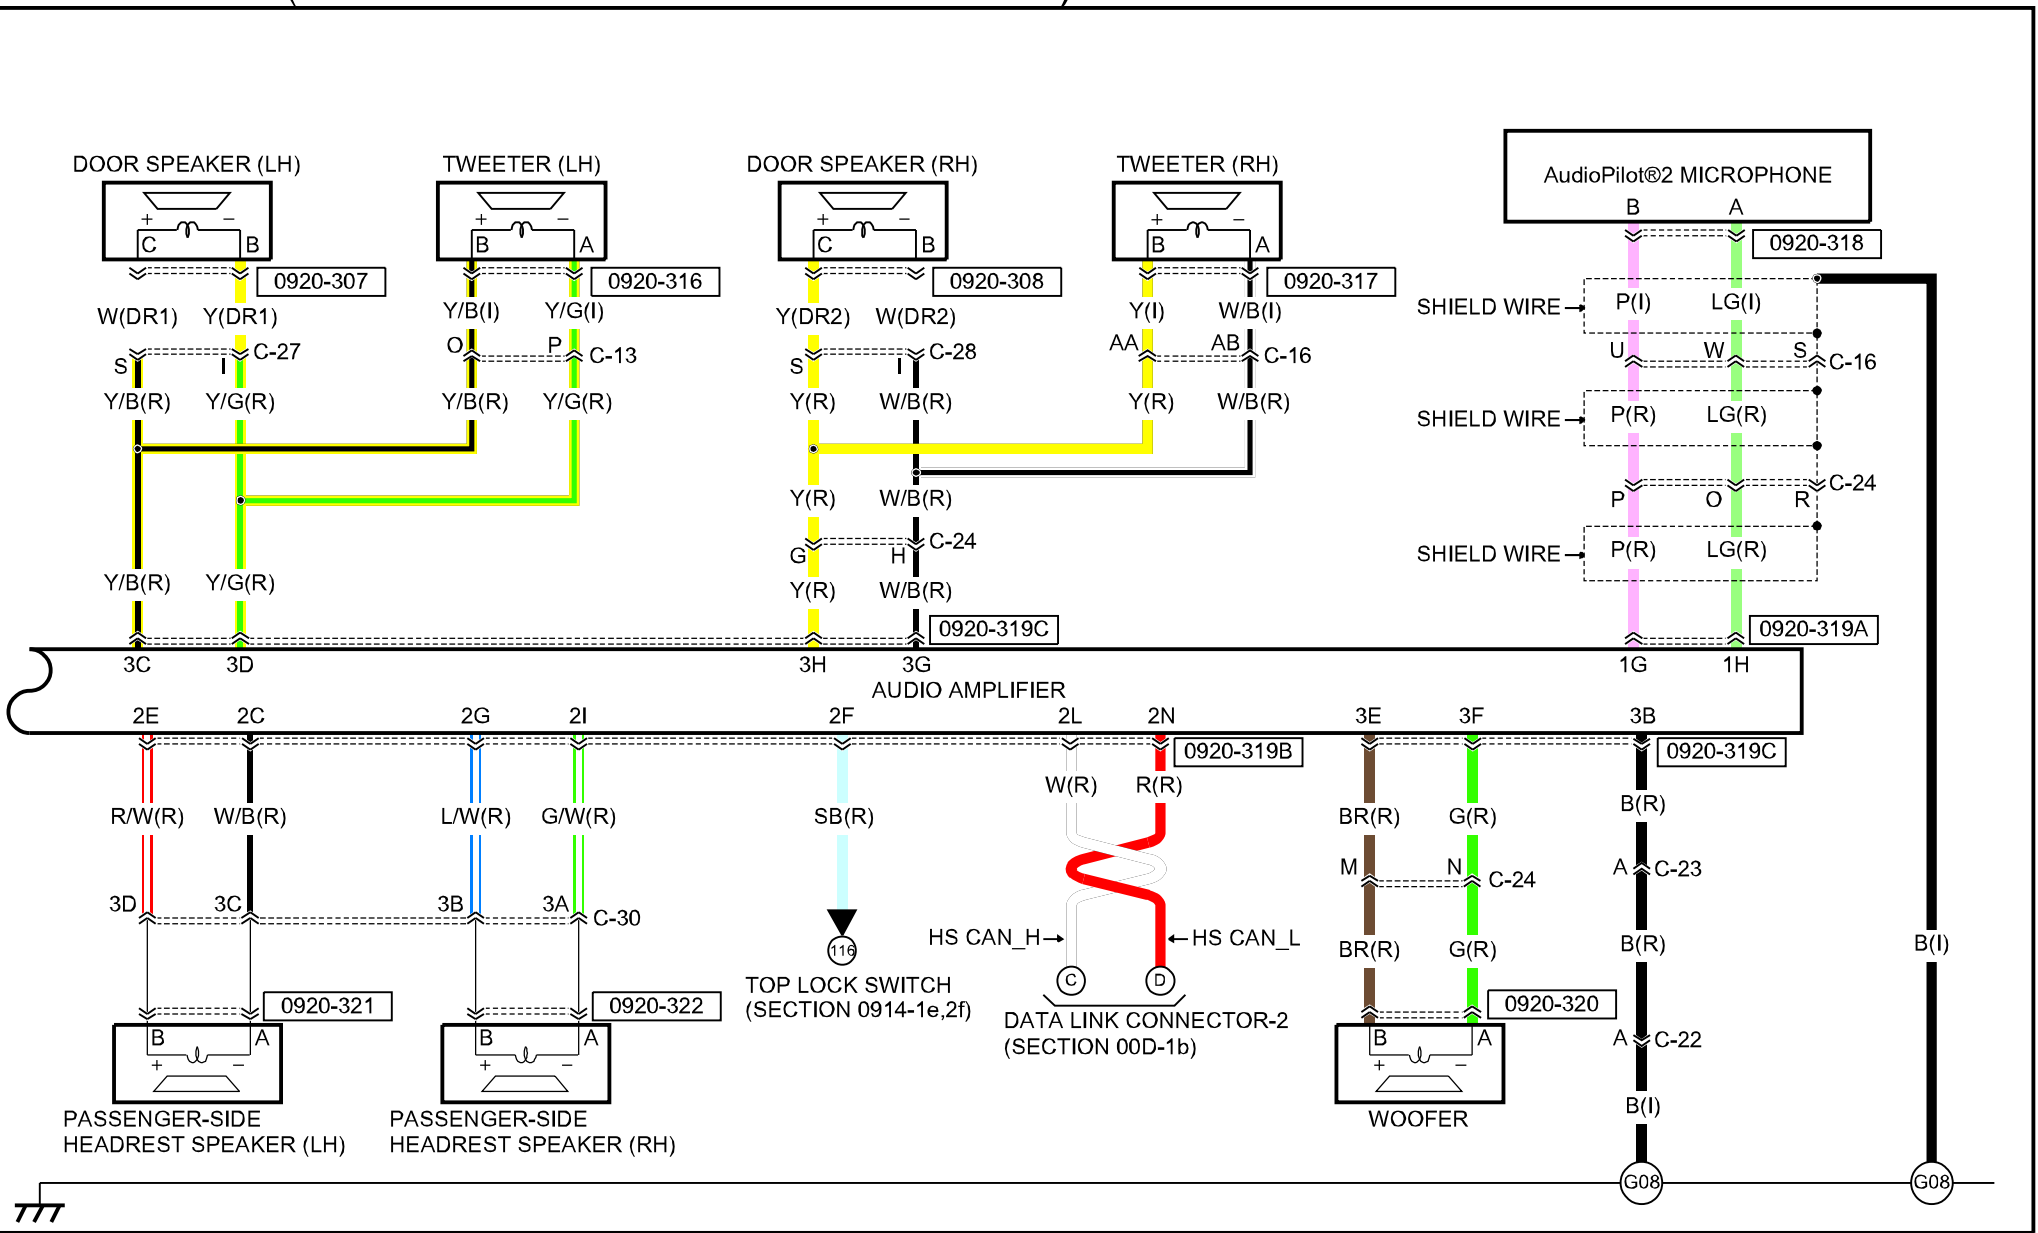 DOOR SPEAKER (LH) TWEETER (LH) DOOR SPEAKER (RH) TWEETER (RH)
AudioPilot®2 MICROPHONE
B A
+ − + − + − + −
C B B A C B B A
0920-307 0920-316 0920-308 0920-317 0920-318
W(DR1) Y(DR1) Y/B(I) Y/G(I) Y(DR2) W(DR2) Y(I) W/B(I)
SHIELD WIRE P(I) LG(I)
S I C-27 O P C-13 S I C-28 AA AB C-16 U W S C-16
Y/B(R) Y/G(R) Y/B(R) Y/G(R) Y(R) W/B(R) Y(R) W/B(R)
SHIELD WIRE P(R) LG(R)
Y(R) W/B(R)
P O R C-24
G H C-24
SHIELD WIRE P(R) LG(R)
Y/B(R) Y/G(R) Y(R) W/B(R)
0920-319C 0920-319A
3C 3D 3H 3G 1G 1H
AUDIO AMPLIFIER
2E 2C 2G 2I 2F 2L 2N 3E 3F 3B
0920-319B 0920-319C
W(R) R(R)
R/W(R) W/B(R) L/W(R) G/W(R) SB(R) BR(R) G(R) B(R)
M N C-24 A C-23
3D 3C 3B 3A C-30
HS CAN_H HS CAN_L
BR(R) G(R) B(R) B(I)
116 C D
TOP LOCK SWITCH
(SECTION 0914-1e,2f)
DATA LINK CONNECTOR-2
(SECTION 00D-1b)
0920-321 0920-322 0920-320
B A B A B A
A C-22
+ − + − + −
B(I)
PASSENGER-SIDE
HEADREST SPEAKER (LH)
PASSENGER-SIDE
HEADREST SPEAKER (RH)
WOOFER
G08 G08